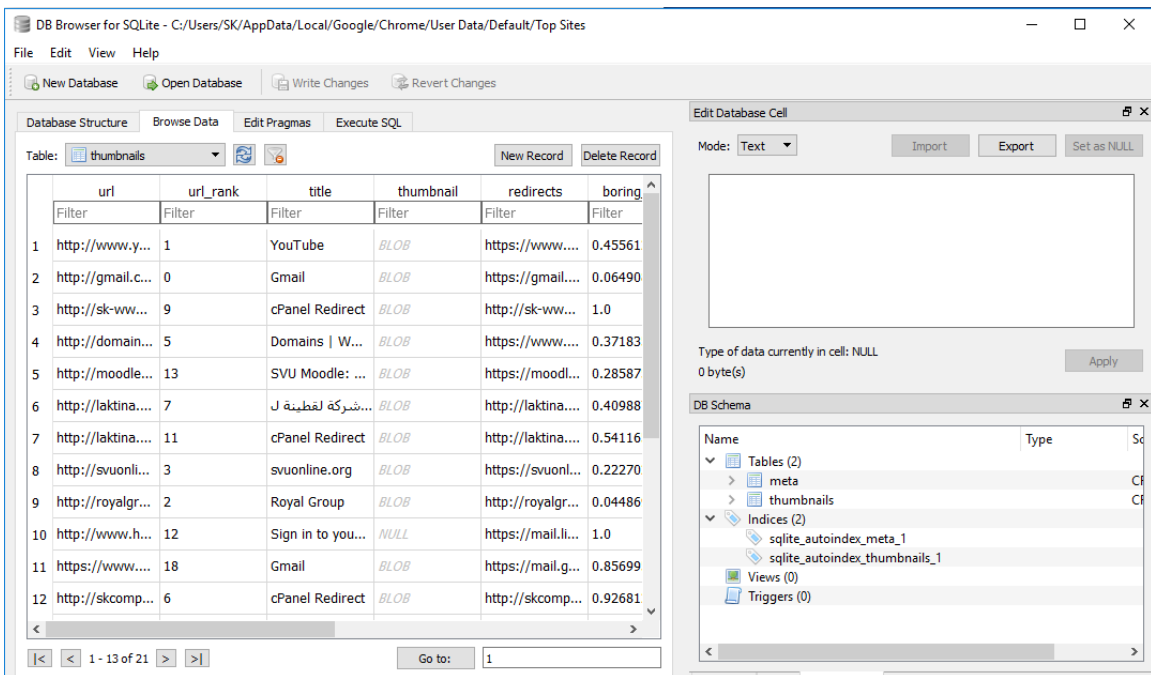 DB Browser for SQLite - C:/Users/SK/AppData/Local/Google/Chrome/User Data/Default/Top Sites
File Edit View Help
New Database Open Database Write Changes Revert Changes
Database Structure Browse Data Edit Pragmas Execute SQL
Table: thumbnails New Record Delete Record
url url_rank title thumbnail redirects boring_
Filter Filter Filter Filter Filter Filter
1 http://www.y... 1 YouTube BLOB https://www.... 0.45561
2 http://gmail.c... 0 Gmail BLOB https://gmail.... 0.06490
3 http://sk-ww... 9 cPanel Redirect BLOB http://sk-ww... 1.0
4 http://domain... 5 Domains | W... BLOB https://www.... 0.37183
5 http://moodle... 13 SVU Moodle: ... BLOB https://moodl... 0.28587
6 http://laktina.... 7 شركة لقطينة ل... BLOB http://laktina.... 0.40988
7 http://laktina.... 11 cPanel Redirect BLOB http://laktina.... 0.54116
8 http://svuonli... 3 svuonline.org BLOB https://svuonl... 0.22270
9 http://royalgr... 2 Royal Group BLOB http://royalgr... 0.04486
10 http://www.h... 12 Sign in to you... NULL https://mail.li... 1.0
11 https://www.... 18 Gmail BLOB https://mail.g... 0.85699
12 http://skcomp... 6 cPanel Redirect BLOB http://skcomp... 0.92681
1 - 13 of 21 Go to: 1
Edit Database Cell
Mode: Text Import Export Set as NULL
Type of data currently in cell: NULL
0 byte(s)
Apply
DB Schema
Name Type Sc
Tables (2)
meta CR
thumbnails CR
Indices (2)
sqlite_autoindex_meta_1
sqlite_autoindex_thumbnails_1
Views (0)
Triggers (0)